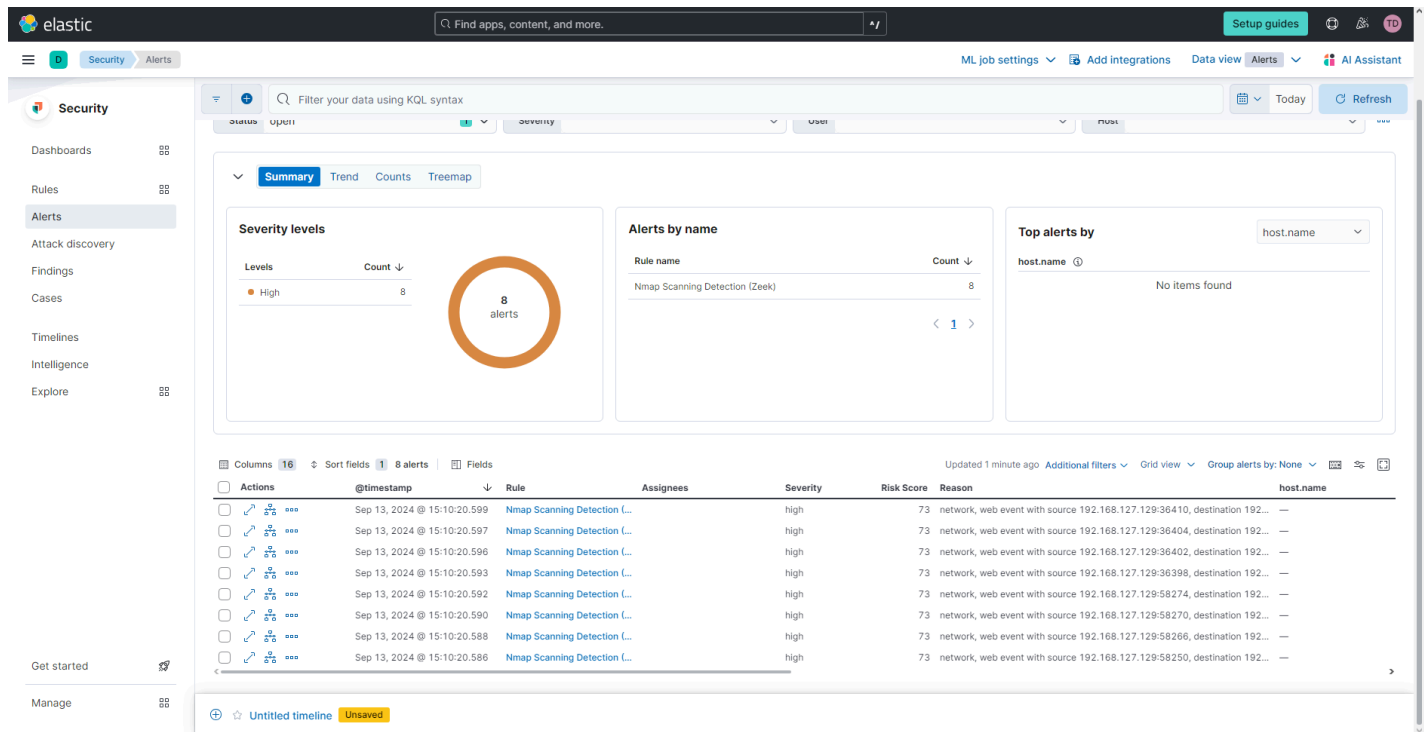 elastic
Find apps, content, and more.
^/
Setup guides
TD
D
Security
Alerts
ML job settings
Add integrations
Data view
Alerts
AI Assistant
Security
Filter your data using KQL syntax
Today
Refresh
Status open 1
Severity
User
Host
Dashboards
Rules
Alerts
Attack discovery
Findings
Cases
Timelines
Intelligence
Explore
Get started
Manage
Summary Trend Counts Treemap
Severity levels
Levels Count
High 8
8
alerts
Alerts by name
Rule name Count
Nmap Scanning Detection (Zeek) 8
1
Top alerts by
host.name
host.name
No items found
Columns 16 Sort fields 1 8 alerts Fields
Updated 1 minute ago Additional filters Grid view Group alerts by: None
Actions @timestamp Rule Assignees Severity Risk Score Reason host.name
Sep 13, 2024 @ 15:10:20.599 Nmap Scanning Detection (... high 73 network, web event with source 192.168.127.129:36410, destination 192... —
Sep 13, 2024 @ 15:10:20.597 Nmap Scanning Detection (... high 73 network, web event with source 192.168.127.129:36404, destination 192... —
Sep 13, 2024 @ 15:10:20.596 Nmap Scanning Detection (... high 73 network, web event with source 192.168.127.129:36402, destination 192... —
Sep 13, 2024 @ 15:10:20.593 Nmap Scanning Detection (... high 73 network, web event with source 192.168.127.129:36398, destination 192... —
Sep 13, 2024 @ 15:10:20.592 Nmap Scanning Detection (... high 73 network, web event with source 192.168.127.129:58274, destination 192... —
Sep 13, 2024 @ 15:10:20.590 Nmap Scanning Detection (... high 73 network, web event with source 192.168.127.129:58270, destination 192... —
Sep 13, 2024 @ 15:10:20.588 Nmap Scanning Detection (... high 73 network, web event with source 192.168.127.129:58266, destination 192... —
Sep 13, 2024 @ 15:10:20.586 Nmap Scanning Detection (... high 73 network, web event with source 192.168.127.129:58250, destination 192... —
Untitled timeline Unsaved